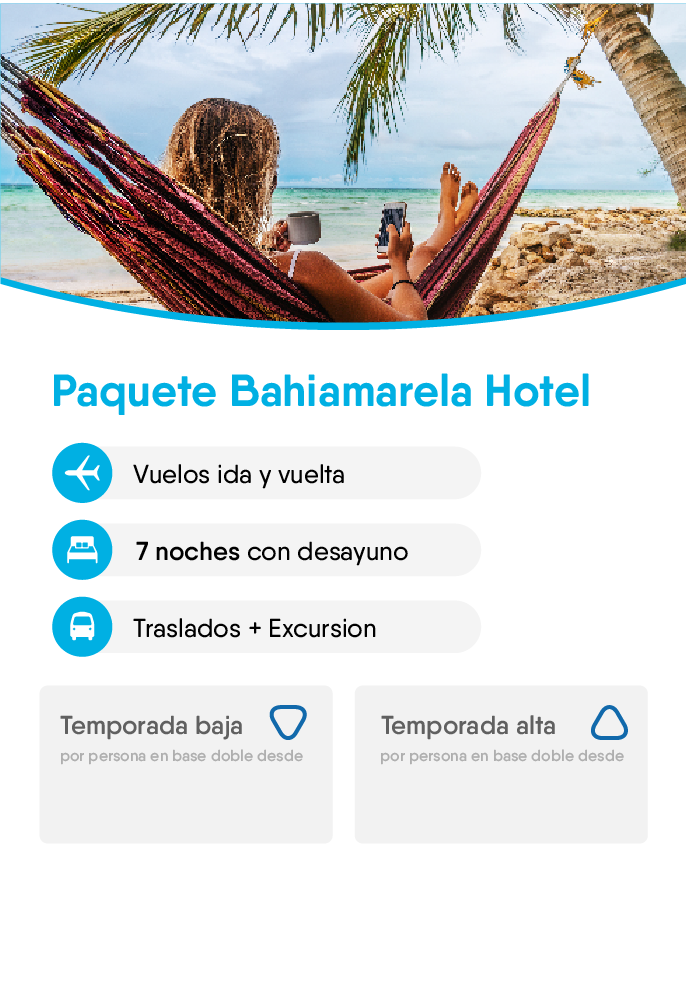 Paquete Bahiamarela Hotel
Vuelos ida y vuelta
7 noches con desayuno
Traslados + Excursion
Temporada baja
por persona en base doble desde
Temporada alta
por persona en base doble desde